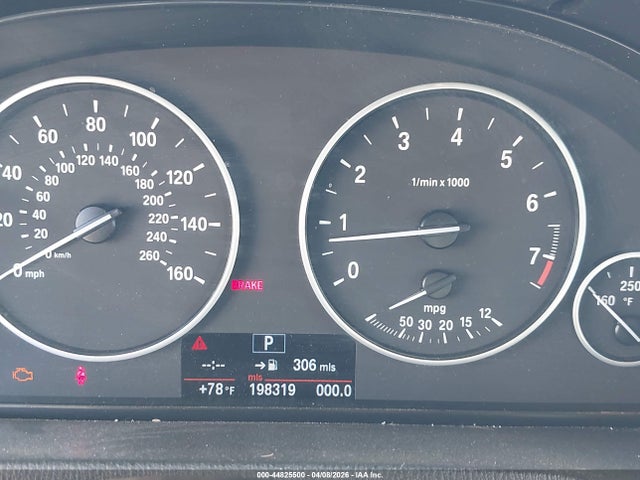 20 40 60 80 100 120 140 160
20 40 60 80 100 120 140 160 180 200 220 240 260
0 km/h
0 mph
0 1 2 3 4 5 6 7
1/min x 1000
mpg
50 30 20 15 12
160 °F 250
BRAKE
P
--:-- 306 mls
mls
+78 °F 198319 000.0
000-44825500 - 04/08/2026 - IAA Inc.